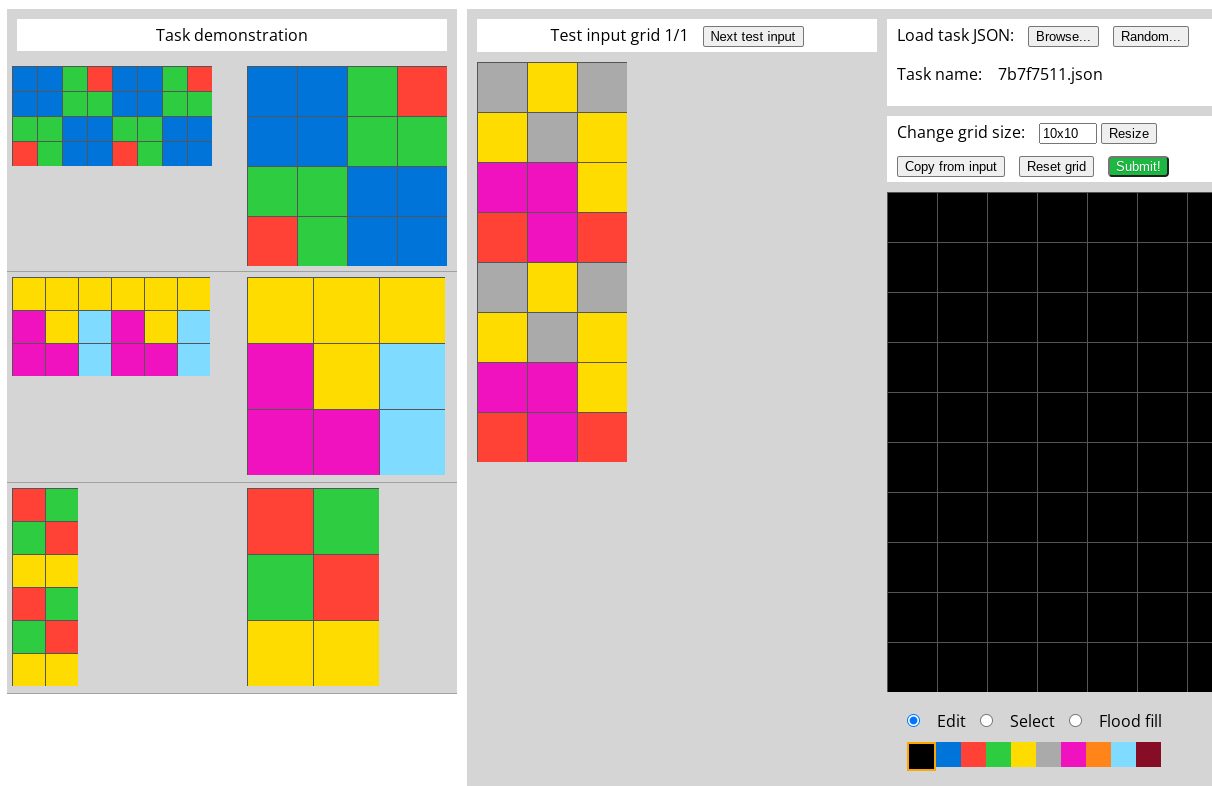 Task demonstration
Test input grid 1/1 Next test input
Load task JSON: Browse... Random...
Task name: 7b7f7511.json
Change grid size: 10x10 Resize
Copy from input Reset grid Submit!
Edit Select Flood fill